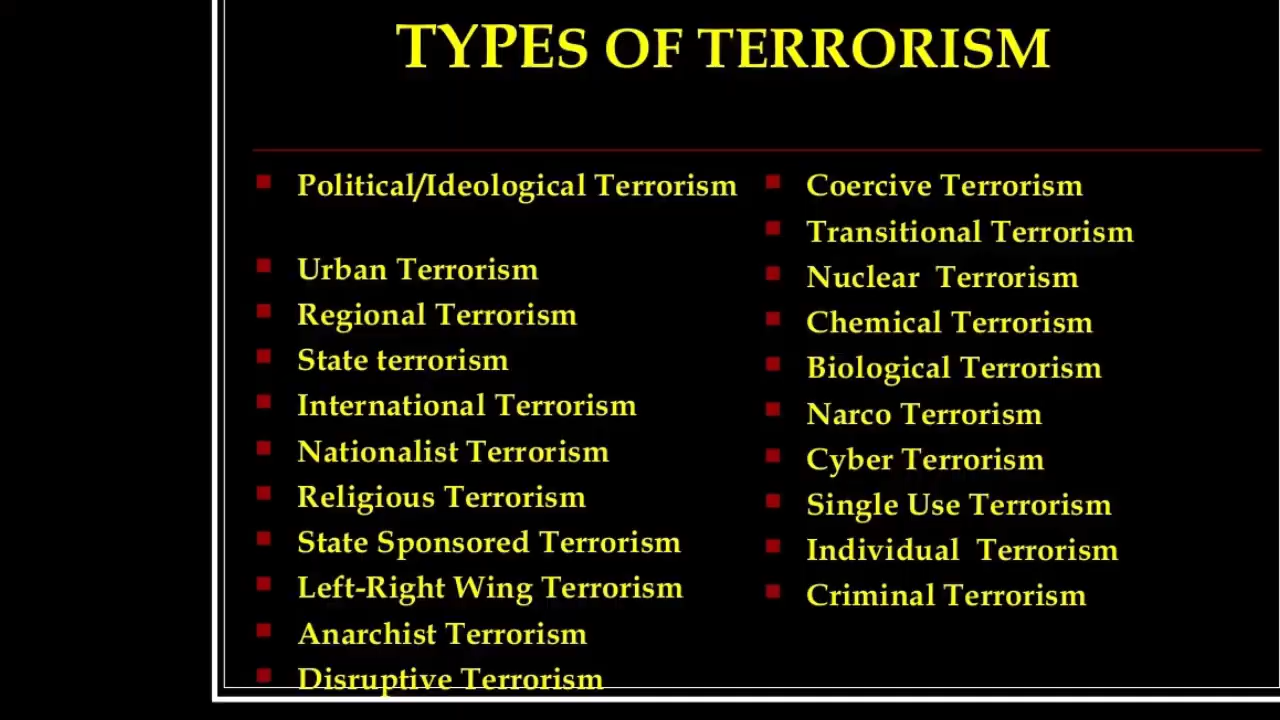 TYPES OF TERRORISM
Political/Ideological Terrorism
Urban Terrorism
Regional Terrorism
State terrorism
International Terrorism
Nationalist Terrorism
Religious Terrorism
State Sponsored Terrorism
Left-Right Wing Terrorism
Anarchist Terrorism
Disruptive Terrorism
Coercive Terrorism
Transitional Terrorism
Nuclear  Terrorism
Chemical Terrorism
Biological Terrorism
Narco Terrorism
Cyber Terrorism
Single Use Terrorism
Individual  Terrorism
Criminal Terrorism